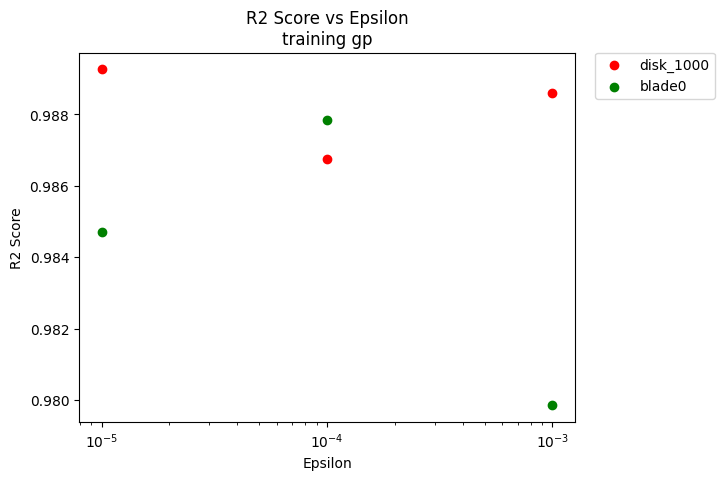 R2 Score vs Epsilon
training gp
disk_1000
blade0
0.988
0.986
0.984
0.982
0.980
R2 Score
10⁻⁵
10⁻⁴
10⁻³
Epsilon